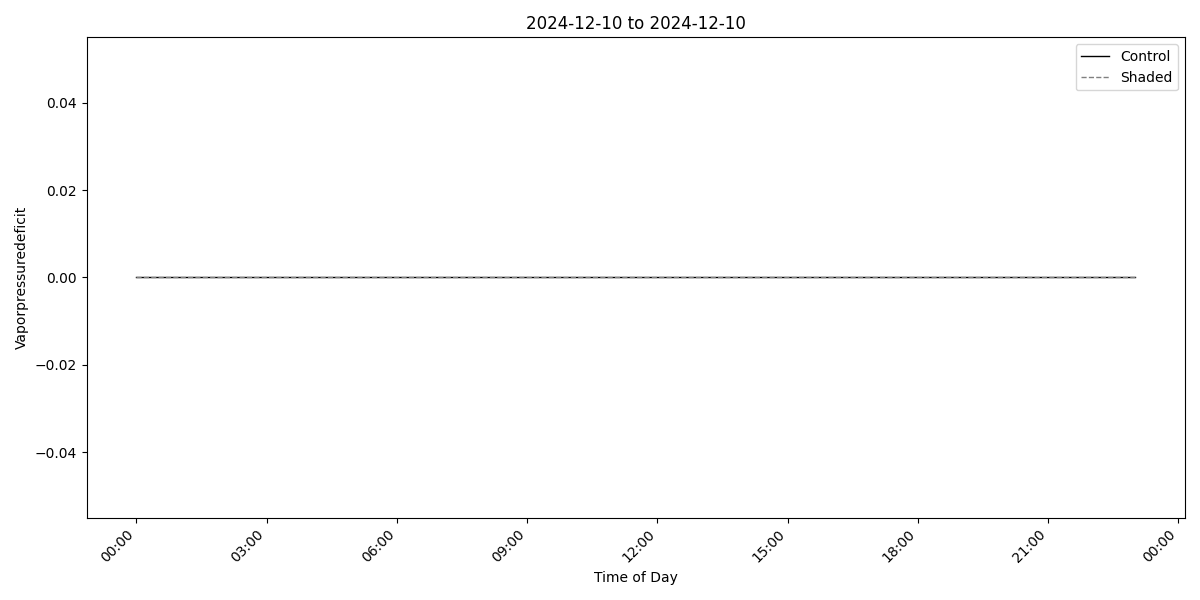 2024-12-10 to 2024-12-10
Control
Shaded
0.04
0.02
0.00
−0.02
−0.04
Vaporpressuredeficit
00:00
03:00
06:00
09:00
12:00
15:00
18:00
21:00
00:00
Time of Day